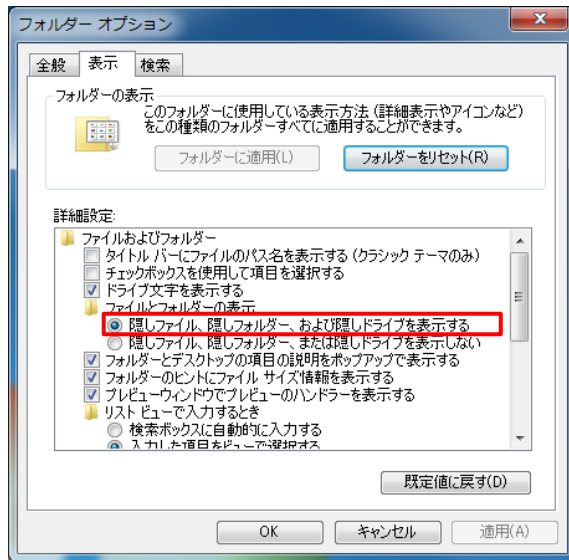 フォルダー オプション
全般 表示 検索
フォルダーの表示
このフォルダーに使用している表示方法（詳細表示やアイコンなど）
をこの種類のフォルダーすべてに適用することができます。
フォルダーに適用(L) フォルダーをリセット(R)
詳細設定:
ファイルおよびフォルダー
タイトル バーにファイルのパス名を表示する (クラシック テーマのみ)
チェックボックスを使用して項目を選択する
ドライブ文字を表示する
ファイルとフォルダーの表示
隠しファイル、隠しフォルダー、および隠しドライブを表示する
隠しファイル、隠しフォルダー、または隠しドライブを表示しない
フォルダーとデスクトップの項目の説明をポップアップで表示する
フォルダーのヒントにファイル サイズ情報を表示する
プレビューウィンドウでプレビューのハンドラーを表示する
リスト ビューで入力するとき
検索ボックスに自動的に入力する
入力した項目をビューで選択する
既定値に戻す(D)
OK キャンセル 適用(A)